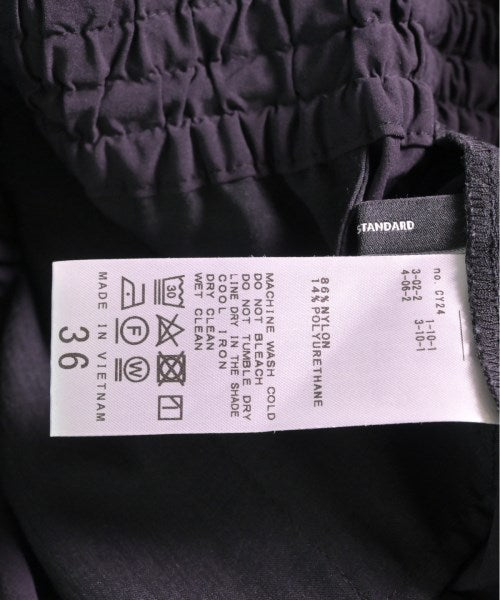 STANDARD
no. CY24
3-02-2 1-10-1
4-06-2 3-10-1
86% NYLON
14% POLYURETHANE
MACHINE WASH COLD
DO NOT BLEACH
DO NOT TUMBLE DRY
LINE DRY IN THE SHADE
COOL IRON
DRY CLEAN
WET CLEAN
30
F
W
MADE IN VIETNAM
36